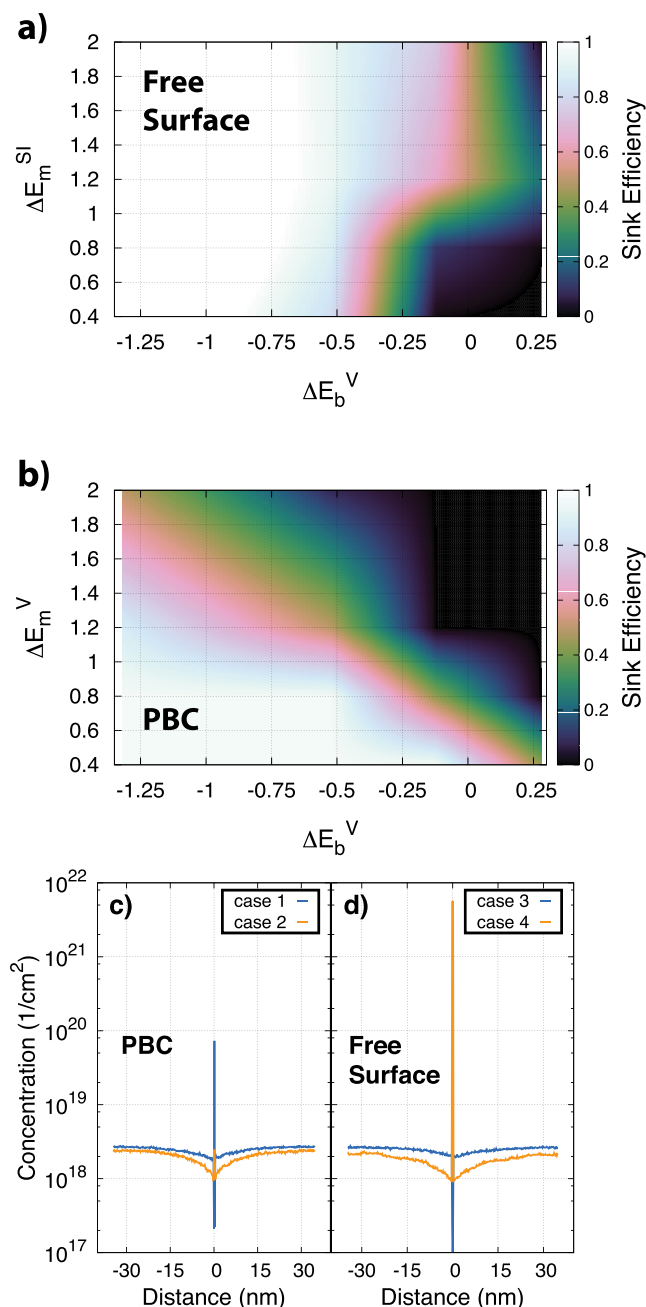 a)
Free
Surface
2
1.8
1.6
1.4
1.2
1
0.8
0.6
0.4
ΔE_m^SI
-1.25 -1 -0.75 -0.5 -0.25 0 0.25
ΔE_b^V
1
0.8
0.6
0.4
0.2
0
Sink Efficiency
b)
2
1.8
1.6
1.4
1.2
1
0.8
0.6
0.4
ΔE_m^V
PBC
-1.25 -1 -0.75 -0.5 -0.25 0 0.25
ΔE_b^V
1
0.8
0.6
0.4
0.2
0
Sink Efficiency
c)
case 1
case 2
d)
case 3
case 4
10^22
10^21
10^20
10^19
10^18
10^17
Concentration (1/cm^2)
PBC
Free
Surface
-30 -15 0 15 30
-30 -15 0 15 30
Distance (nm)
Distance (nm)